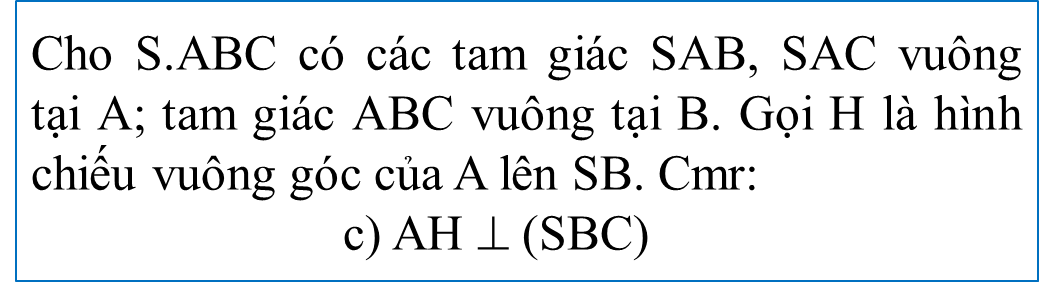 Cho S.ABC có các tam giác SAB, SAC vuông
tại A; tam giác ABC vuông tại B. Gọi H là hình
chiếu vuông góc của A lên SB. Cmr:
c) AH ⊥ (SBC)